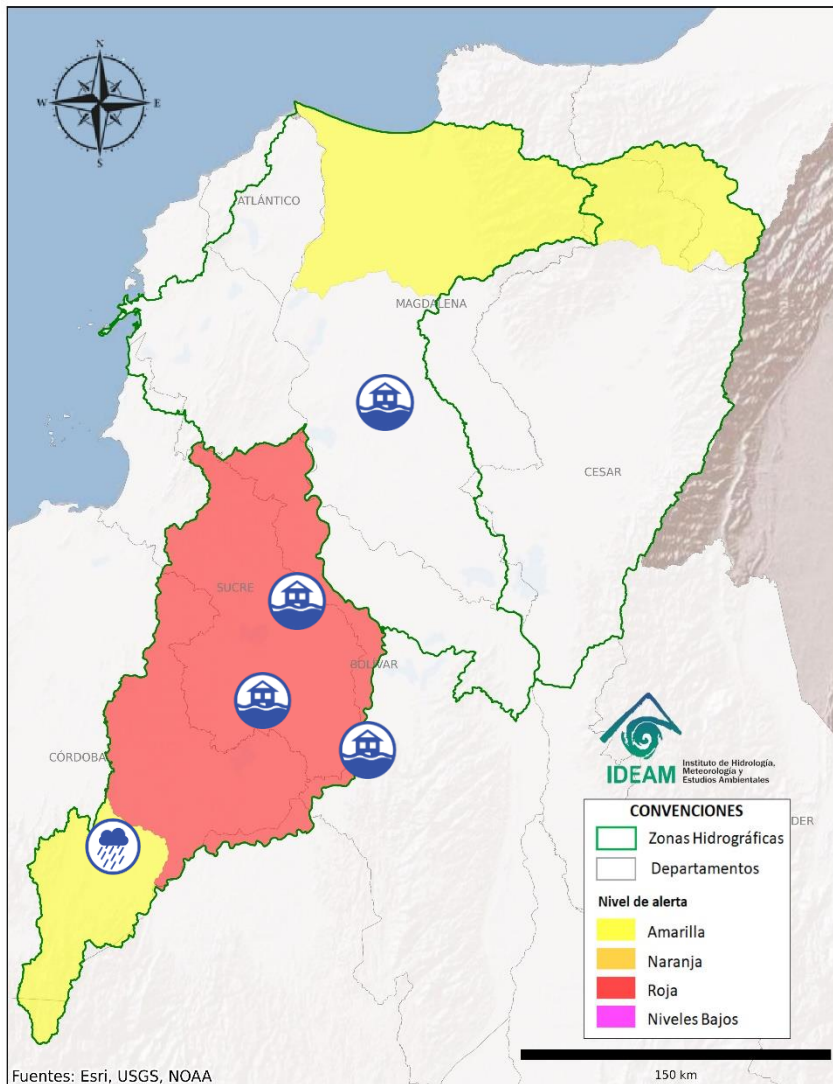 N
W
E
S
ATLÁNTICO
MAGDALENA
CESAR
SUCRE
BOLÍVAR
CÓRDOBA
IDEAM
Instituto de Hidrología,
Meteorología y
Estudios Ambientales
DER
CONVENCIONES
Zonas Hidrográficas
Departamentos
Nivel de alerta
Amarilla
Naranja
Roja
Niveles Bajos
Fuentes: Esri, USGS, NOAA
150 km